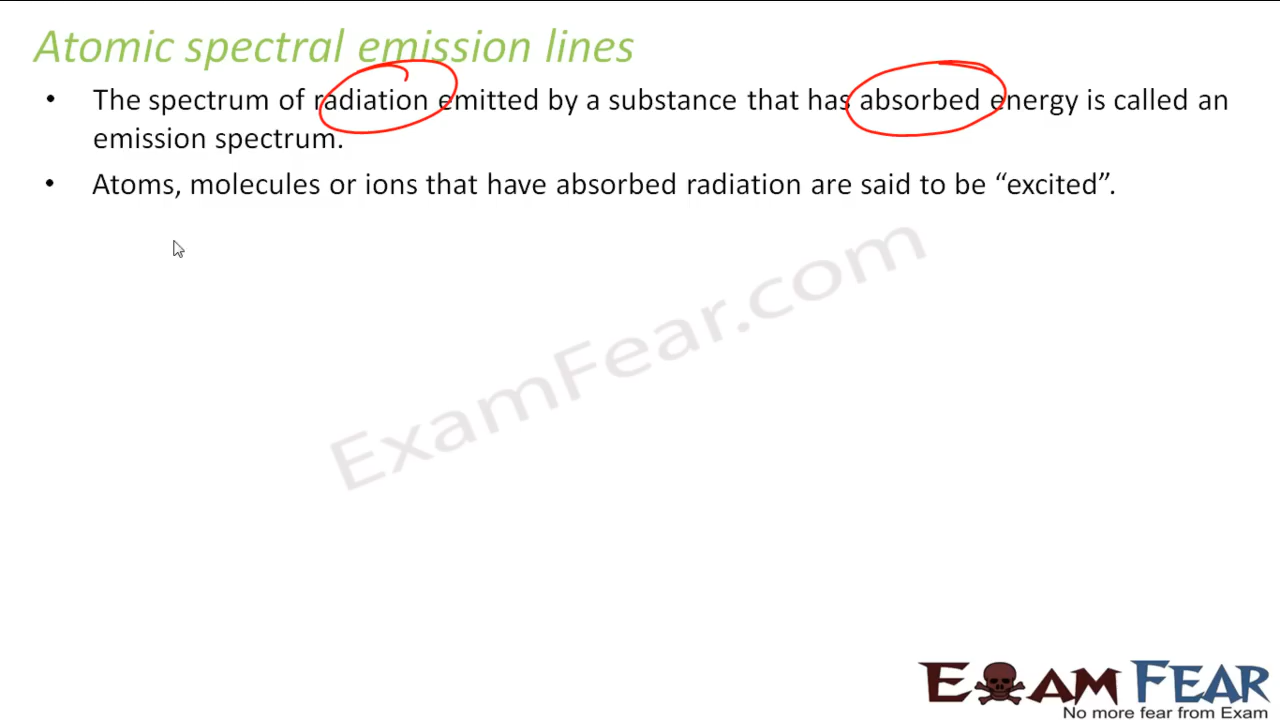 Atomic spectral emission lines
• The spectrum of radiation emitted by a substance that has absorbed energy is called an
emission spectrum.
• Atoms, molecules or ions that have absorbed radiation are said to be “excited”.
ExamFear.com
EXAM FEAR
No more fear from Exam